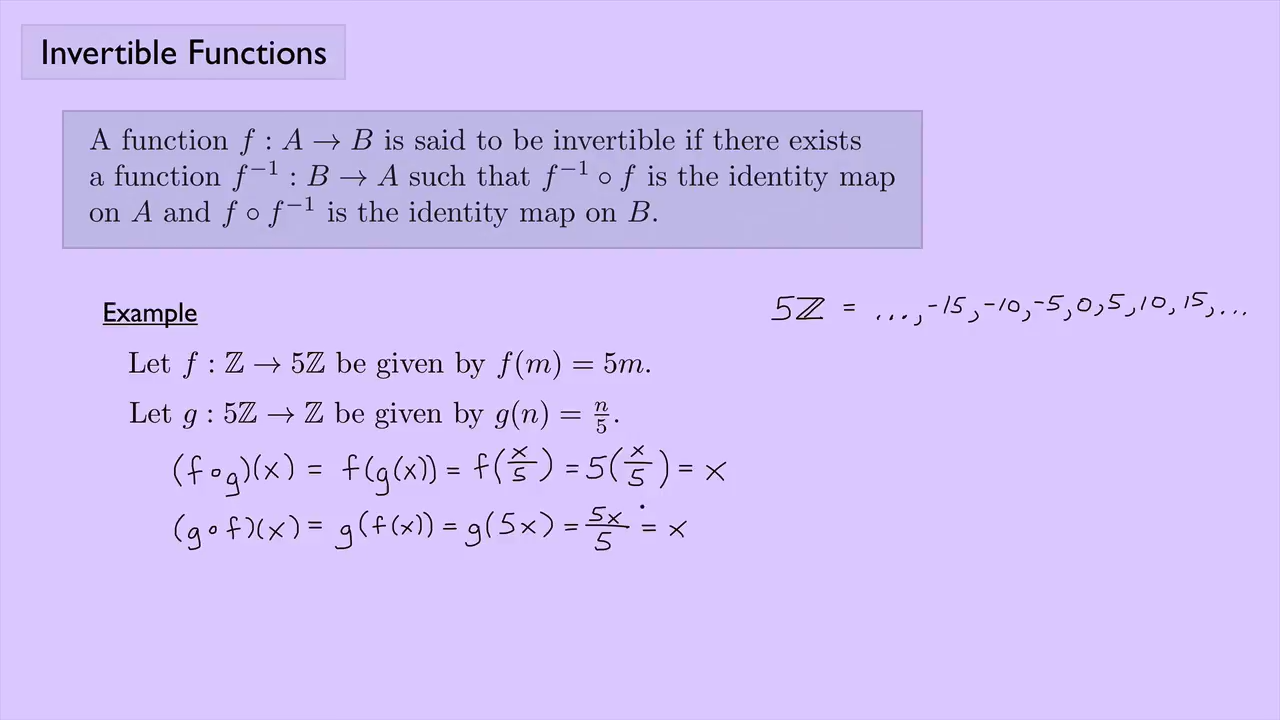 Invertible Functions
A function f : A → B is said to be invertible if there exists
a function f⁻¹ : B → A such that f⁻¹ ∘ f is the identity map
on A and f ∘ f⁻¹ is the identity map on B.
Example
5ℤ = ..., -15, -10, -5, 0, 5, 10, 15, ...
Let f : ℤ → 5ℤ be given by f(m) = 5m.
Let g : 5ℤ → ℤ be given by g(n) = n/5.
(f∘g)(x) = f(g(x)) = f(x/5) = 5(x/5) = x
(g∘f)(x) = g(f(x)) = g(5x) = 5x/5 = x